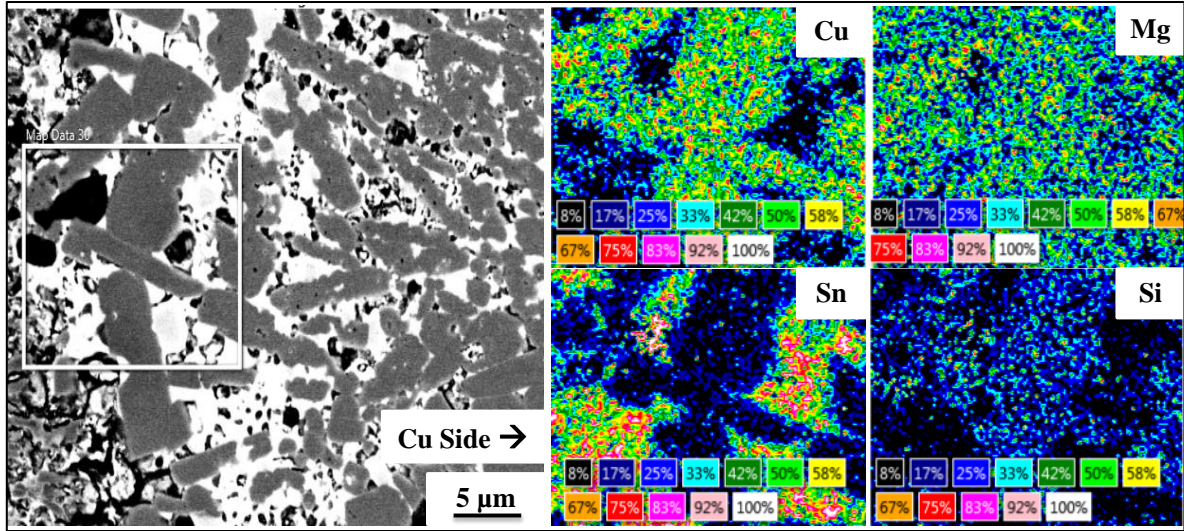 Map Data 30
Cu Side →
5 µm
Cu
8% 17% 25% 33% 42% 50% 58%
67% 75% 83% 92% 100%
Mg
8% 17% 25% 33% 42% 50% 58% 67%
75% 83% 92% 100%
Sn
8% 17% 25% 33% 42% 50% 58%
67% 75% 83% 92% 100%
Si
8% 17% 25% 33% 42% 50% 58%
67% 75% 83% 92% 100%